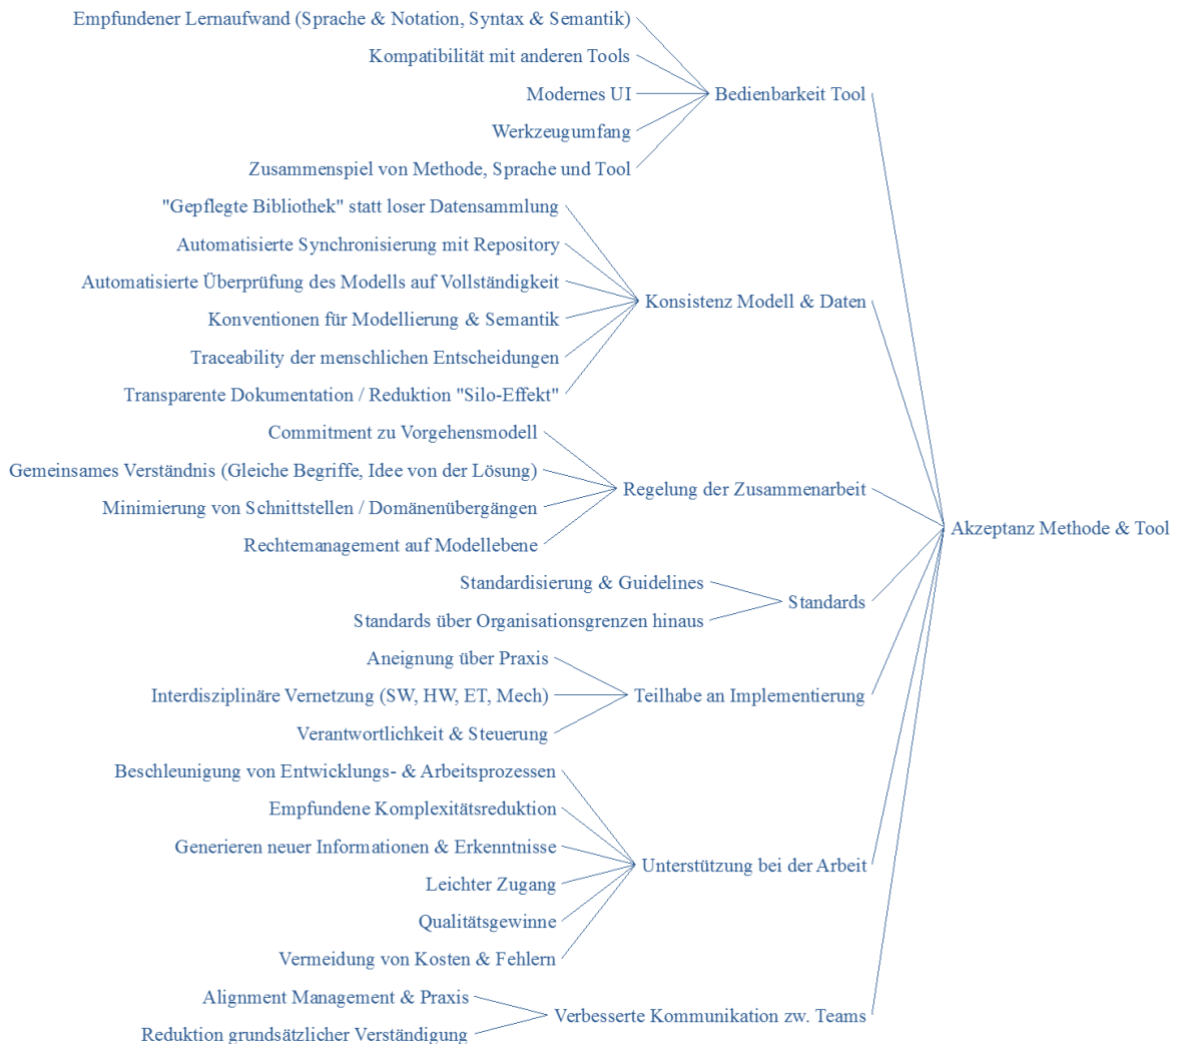 Empfundener Lernaufwand (Sprache & Notation, Syntax & Semantik)
Kompatibilität mit anderen Tools
Modernes UI
Bedienbarkeit Tool
Werkzeugumfang
Zusammenspiel von Methode, Sprache und Tool
"Gepflegte Bibliothek" statt loser Datensammlung
Automatisierte Synchronisierung mit Repository
Automatisierte Überprüfung des Modells auf Vollständigkeit
Konsistenz Modell & Daten
Konventionen für Modellierung & Semantik
Traceability der menschlichen Entscheidungen
Transparente Dokumentation / Reduktion "Silo-Effekt"
Commitment zu Vorgehensmodell
Gemeinsames Verständnis (Gleiche Begriffe, Idee von der Lösung)
Regelung der Zusammenarbeit
Minimierung von Schnittstellen / Domänenübergängen
Akzeptanz Methode & Tool
Rechtemanagement auf Modellebene
Standardisierung & Guidelines
Standards
Standards über Organisationsgrenzen hinaus
Aneignung über Praxis
Interdisziplinäre Vernetzung (SW, HW, ET, Mech)
Teilhabe an Implementierung
Verantwortlichkeit & Steuerung
Beschleunigung von Entwicklungs- & Arbeitsprozessen
Empfundene Komplexitätsreduktion
Generieren neuer Informationen & Erkenntnisse
Unterstützung bei der Arbeit
Leichter Zugang
Qualitätsgewinne
Vermeidung von Kosten & Fehlern
Alignment Management & Praxis
Verbesserte Kommunikation zw. Teams
Reduktion grundsätzlicher Verständigung